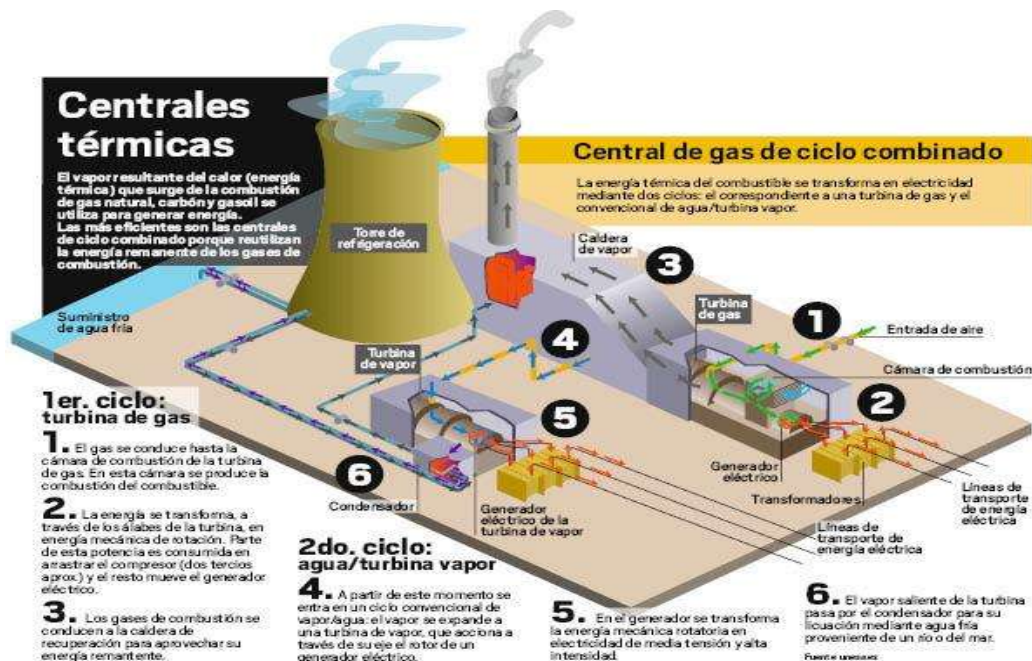 Centrales
térmicas
El vapor resultante del calor (energía
térmica) que surge de la combustión
de gas natural, carbón y gasoil se
utiliza para generar energía.
Las más eficientes son las centrales
de ciclo combinado porque reutilizan
la energía remanente de los gases de
combustión.
Central de gas de ciclo combinado
La energía térmica del combustible se transforma en electricidad
mediante dos ciclos: el correspondiente a una turbina de gas y el
convencional de agua/turbina vapor.
Torre de
refrigeración
Caldera
de vapor
3
Turbina
de gas
1
Entrada de aire
Cámara de combustión
Suministro
de agua fría
Turbina
de vapor
4
5
2
6
Condensador
Generador
eléctrico de la
turbina de vapor
Generador
eléctrico
Transformadores
Líneas de
transporte de
energía eléctrica
Líneas de
transporte
de energía
eléctrica
1er. ciclo:
turbina de gas
1. El gas se conduce hasta la
cámara de combustión de la turbina
de gas. En esta cámara se produce la
combustión del combustible.
2. La energía se transforma, a
través de los álabes de la turbina, en
energía mecánica de rotación. Parte
de esta potencia es consumida en
arrastrar el compresor (dos tercios
aprox.) y el resto mueve el generador
eléctrico.
3. Los gases de combustión se
conducen a la caldera de
recuperación para aprovechar su
energía remantente.
2do. ciclo:
agua/turbina vapor
4. A partir de este momento se
entra en un ciclo convencional de
vapor/agua: el vapor se expande a
una turbina de vapor, que acciona a
través de su eje el rotor de un
generador eléctrico.
5. En el generador se transforma
la energía mecánica rotatoria en
electricidad de media tensión y alta
intensidad.
6. El vapor saliente de la turbina
pasa por el condensador para su
licuación mediante agua fría
proveniente de un río o del mar.
Fuente